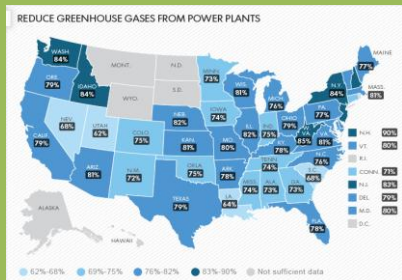 REDUCE GREENHOUSE GASES FROM POWER PLANTS
WASH.
84%
MONT.
N.D.
MINN.
73%
MAINE
77%
ORE.
79%
IDAHO
84%
S.D.
WIS.
81%
MICH.
76%
N.Y.
84%
MASS.
81%
WYO.
IOWA
74%
NEB.
82%
NEV.
68%
UTAH
62%
COLO.
75%
ILL.
82%
IND.
75%
OHIO
79%
PA.
77%
CALIF.
79%
KAN.
81%
MO.
80%
KY.
78%
85%
VA.
81%
N.H. 90%
VT. 80%
R.I.
CONN. 71%
N.J. 83%
DEL. 79%
M.D. 80%
D.C.
ARIZ.
81%
N.M.
72%
OKLA.
75%
ARK.
78%
TENN.
74%
N.C.
76%
S.C.
68%
TEXAS
79%
LA.
64%
MISS.
74%
ALA.
73%
GA.
73%
FLA.
78%
ALASKA
HAWAII
62%-68%
69%-75%
76%-82%
83%-90%
Not sufficient data